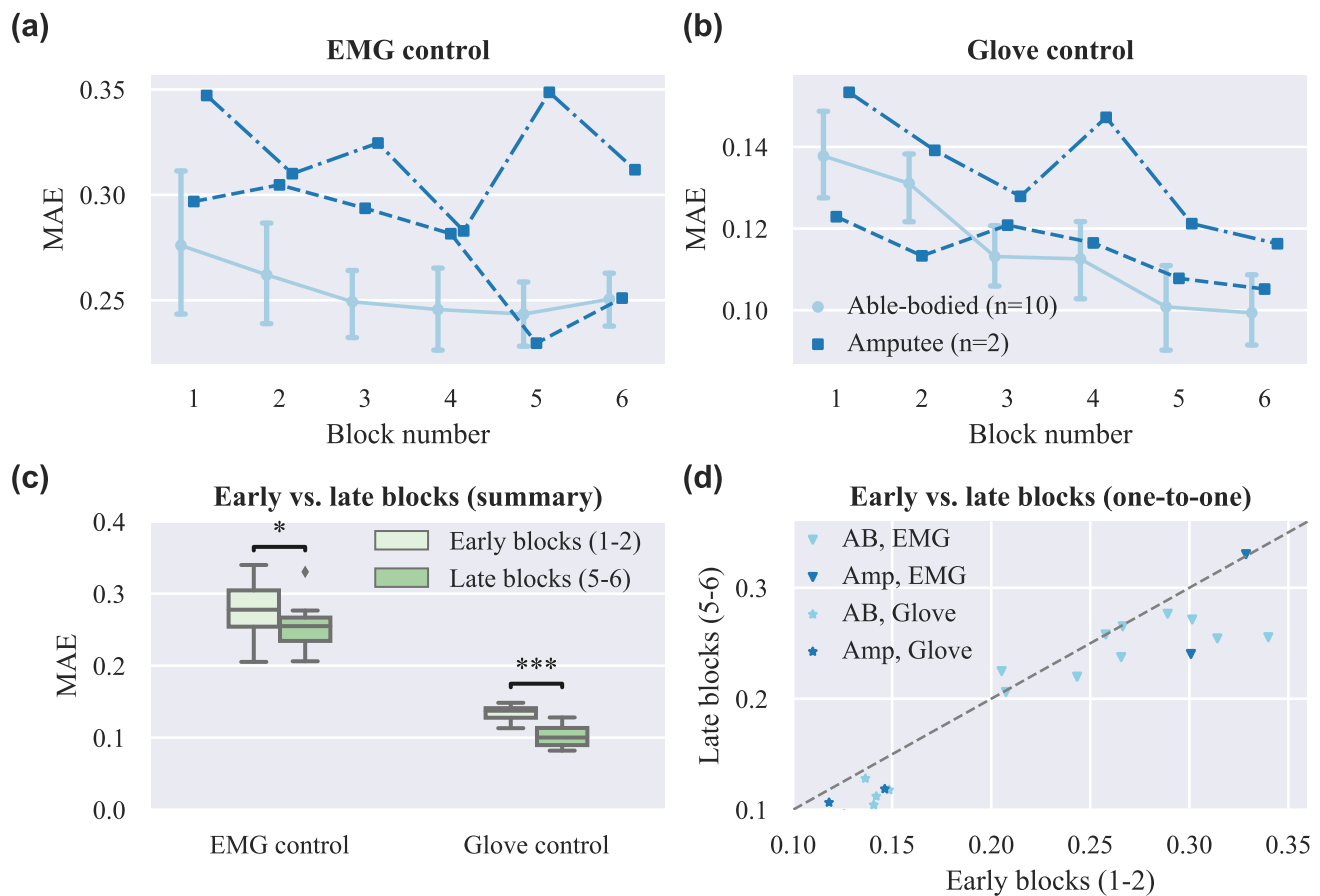 (a)
EMG control
MAE
0.35
0.30
0.25
1 2 3 4 5 6
Block number
(b)
Glove control
MAE
0.14
0.12
0.10
Able-bodied (n=10)
Amputee (n=2)
1 2 3 4 5 6
Block number
(c)
Early vs. late blocks (summary)
MAE
0.4
0.3
0.2
0.1
0.0
*
***
Early blocks (1-2)
Late blocks (5-6)
EMG control Glove control
(d)
Early vs. late blocks (one-to-one)
Late blocks (5-6)
0.3
0.2
0.1
AB, EMG
Amp, EMG
AB, Glove
Amp, Glove
0.10 0.15 0.20 0.25 0.30 0.35
Early blocks (1-2)